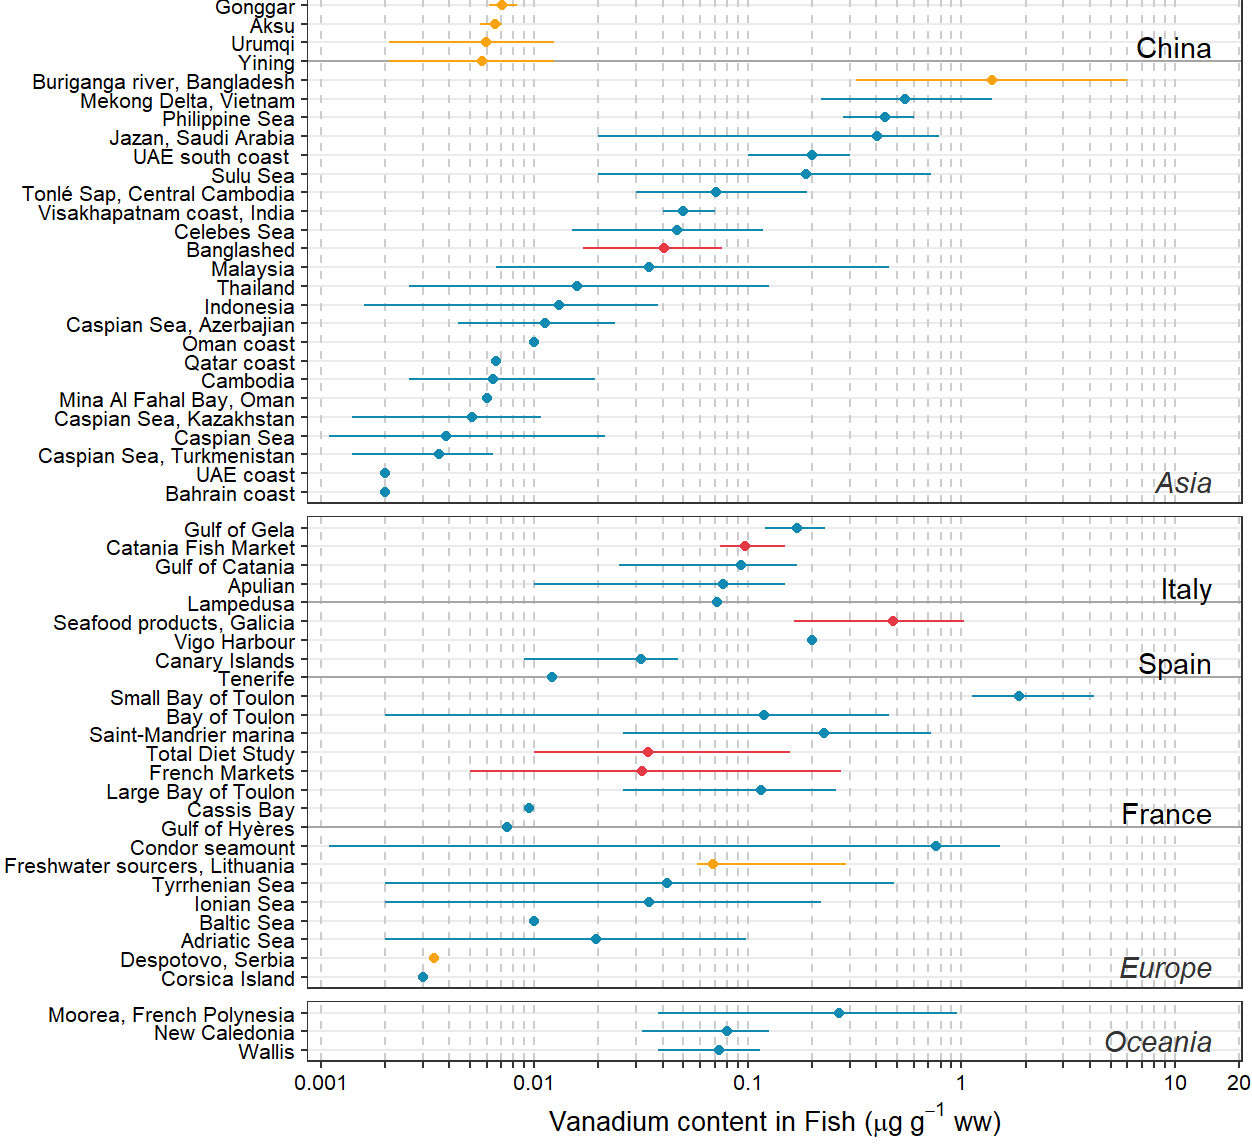 Gonggar
Aksu
Urumqi
Yining
China
Buriganga river, Bangladesh
Mekong Delta, Vietnam
Philippine Sea
Jazan, Saudi Arabia
UAE south coast
Sulu Sea
Tonlé Sap, Central Cambodia
Visakhapatnam coast, India
Celebes Sea
Banglashed
Malaysia
Thailand
Indonesia
Caspian Sea, Azerbajian
Oman coast
Qatar coast
Cambodia
Mina Al Fahal Bay, Oman
Caspian Sea, Kazakhstan
Caspian Sea
Caspian Sea, Turkmenistan
UAE coast
Bahrain coast
Asia
Gulf of Gela
Catania Fish Market
Gulf of Catania
Apulian
Lampedusa
Italy
Seafood products, Galicia
Vigo Harbour
Canary Islands
Tenerife
Spain
Small Bay of Toulon
Bay of Toulon
Saint-Mandrier marina
Total Diet Study
French Markets
Large Bay of Toulon
Cassis Bay
Gulf of Hyères
France
Condor seamount
Freshwater sourcers, Lithuania
Tyrrhenian Sea
Ionian Sea
Baltic Sea
Adriatic Sea
Despotovo, Serbia
Corsica Island
Europe
Moorea, French Polynesia
New Caledonia
Wallis
Oceania
0.001 0.01 0.1 1 10 20
Vanadium content in Fish (μg g⁻¹ ww)